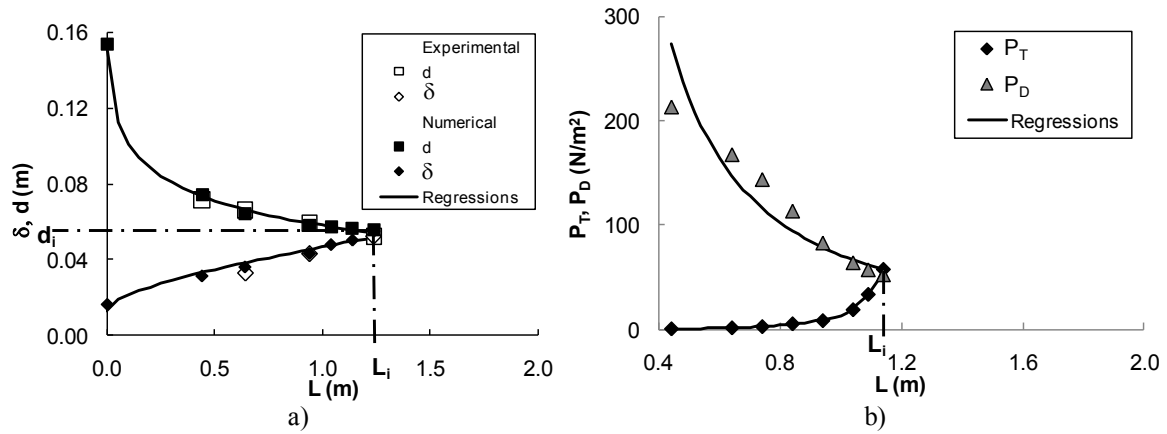 0.16
0.12
0.08
0.04
0.00
δ, d (m)
d_i
Experimental
d
δ
Numerical
d
δ
Regressions
0.0 0.5 1.0 1.5 2.0
L_i
L (m)
a)
300
200
100
0
P_T, P_D (N/m²)
P_T
P_D
Regressions
0.4 0.8 1.2 1.6 2.0
L_i
L (m)
b)